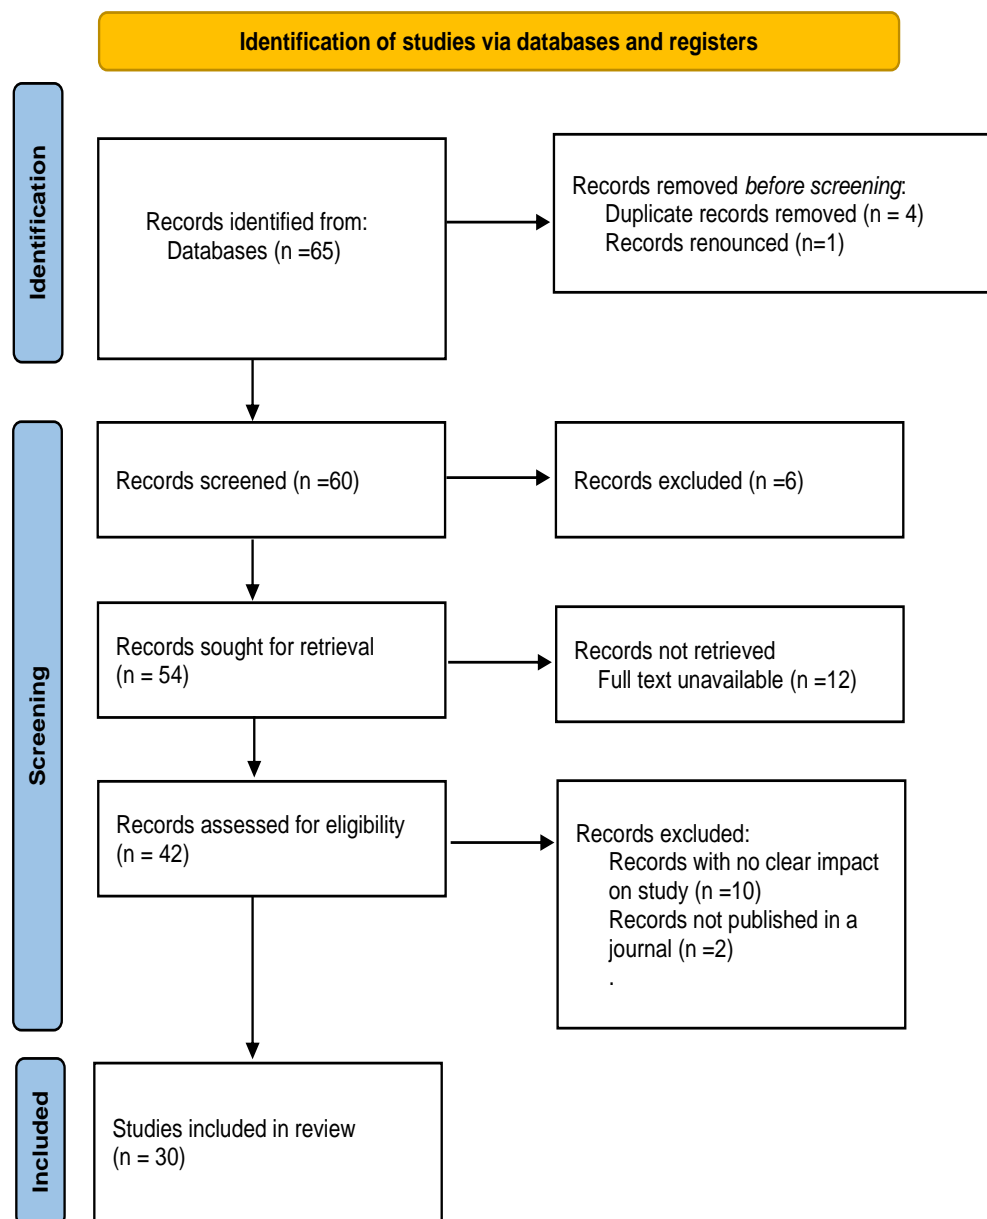 Identification of studies via databases and registers
Identification
Records identified from:
Databases (n =65)
Records removed before screening:
Duplicate records removed (n = 4)
Records renounced (n=1)
Screening
Records screened (n =60)
Records excluded (n =6)
Records sought for retrieval
(n = 54)
Records not retrieved
Full text unavailable (n =12)
Records assessed for eligibility
(n = 42)
Records excluded:
Records with no clear impact
on study (n =10)
Records not published in a
journal (n =2)
.
Included
Studies included in review
(n = 30)